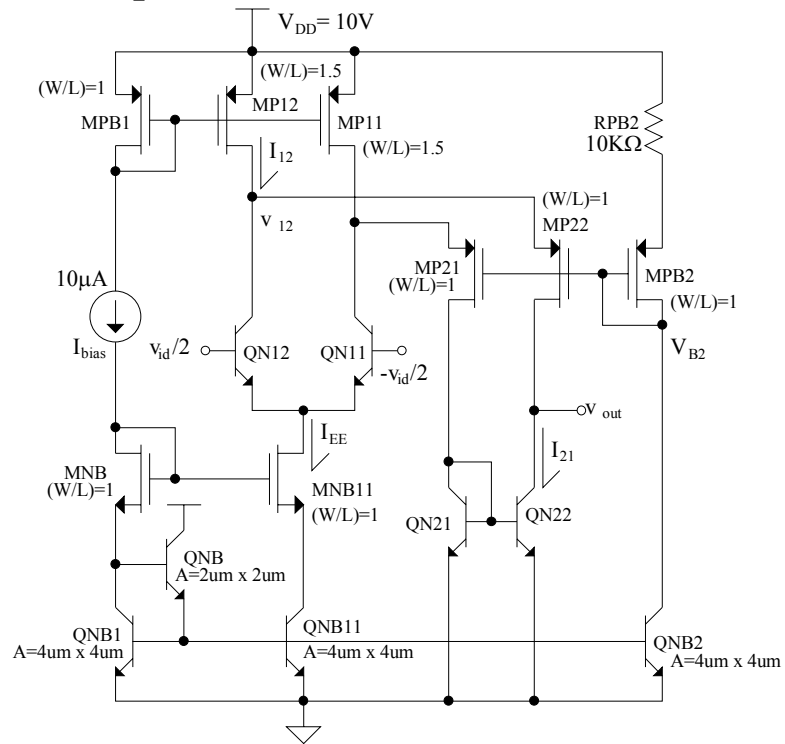 V_DD= 10V
(W/L)=1
(W/L)=1.5
MPB1
MP12
MP11
(W/L)=1.5
RPB2
10KΩ
I_12
v_12
(W/L)=1
MP22
MP21
(W/L)=1
MPB2
(W/L)=1
10μA
I_bias
v_id/2
QN12
QN11
-v_id/2
V_B2
v_out
I_EE
I_21
MNB
(W/L)=1
MNB11
(W/L)=1
QN21
QN22
QNB
A=2um x 2um
QNB1
A=4um x 4um
QNB11
A=4um x 4um
QNB2
A=4um x 4um